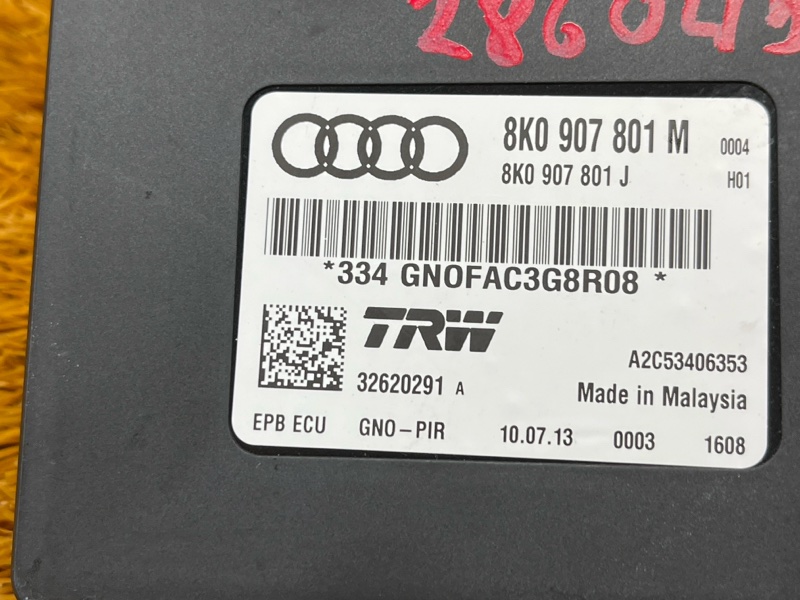 286043
8K0 907 801 M 0004
8K0 907 801 J H01
*334 GNOFAC3G8R08 *
TRW
32620291 A
A2C53406353
Made in Malaysia
EPB ECU GNO-PIR 10.07.13 0003 1608